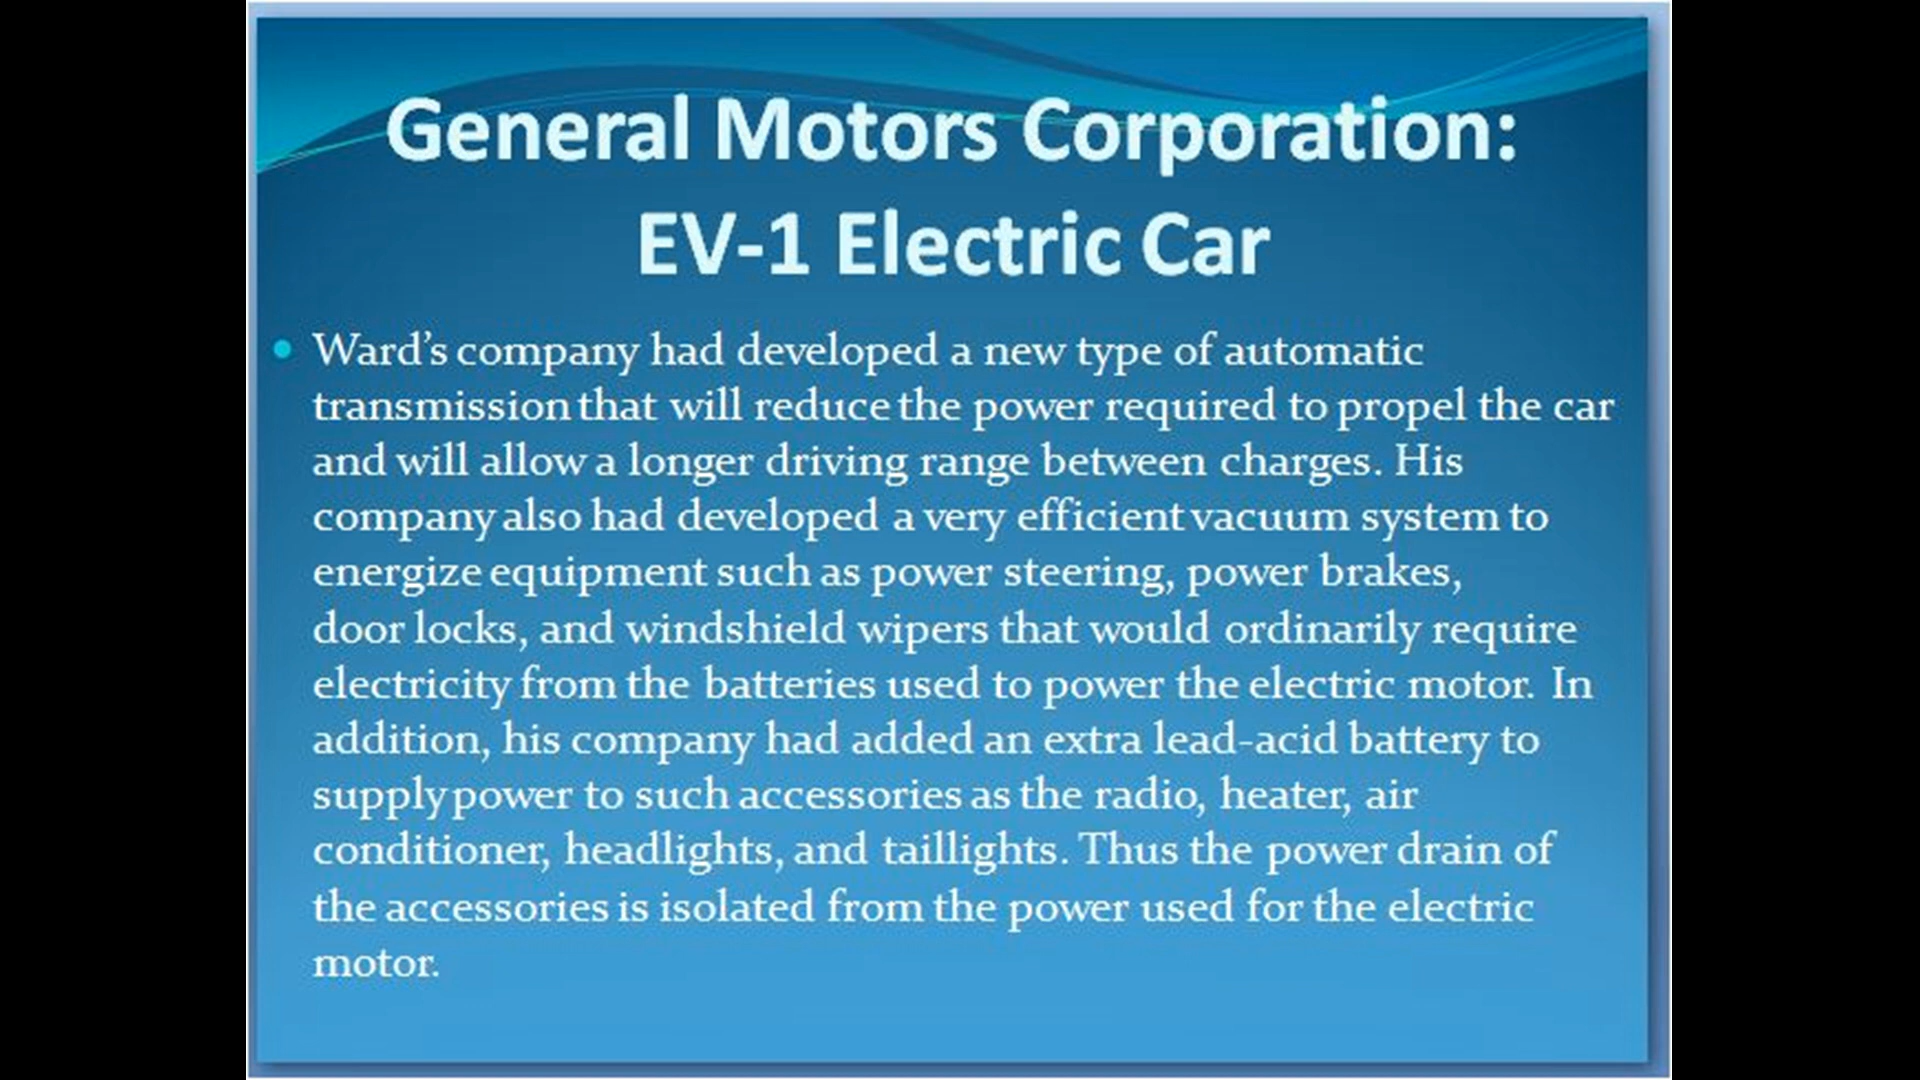 General Motors Corporation:
EV-1 Electric Car
• Ward's company had developed a new type of automatic
transmission that will reduce the power required to propel the car
and will allow a longer driving range between charges. His
company also had developed a very efficient vacuum system to
energize equipment such as power steering, power brakes,
door locks, and windshield wipers that would ordinarily require
electricity from the batteries used to power the electric motor. In
addition, his company had added an extra lead-acid battery to
supply power to such accessories as the radio, heater, air
conditioner, headlights, and taillights. Thus the power drain of
the accessories is isolated from the power used for the electric
motor.